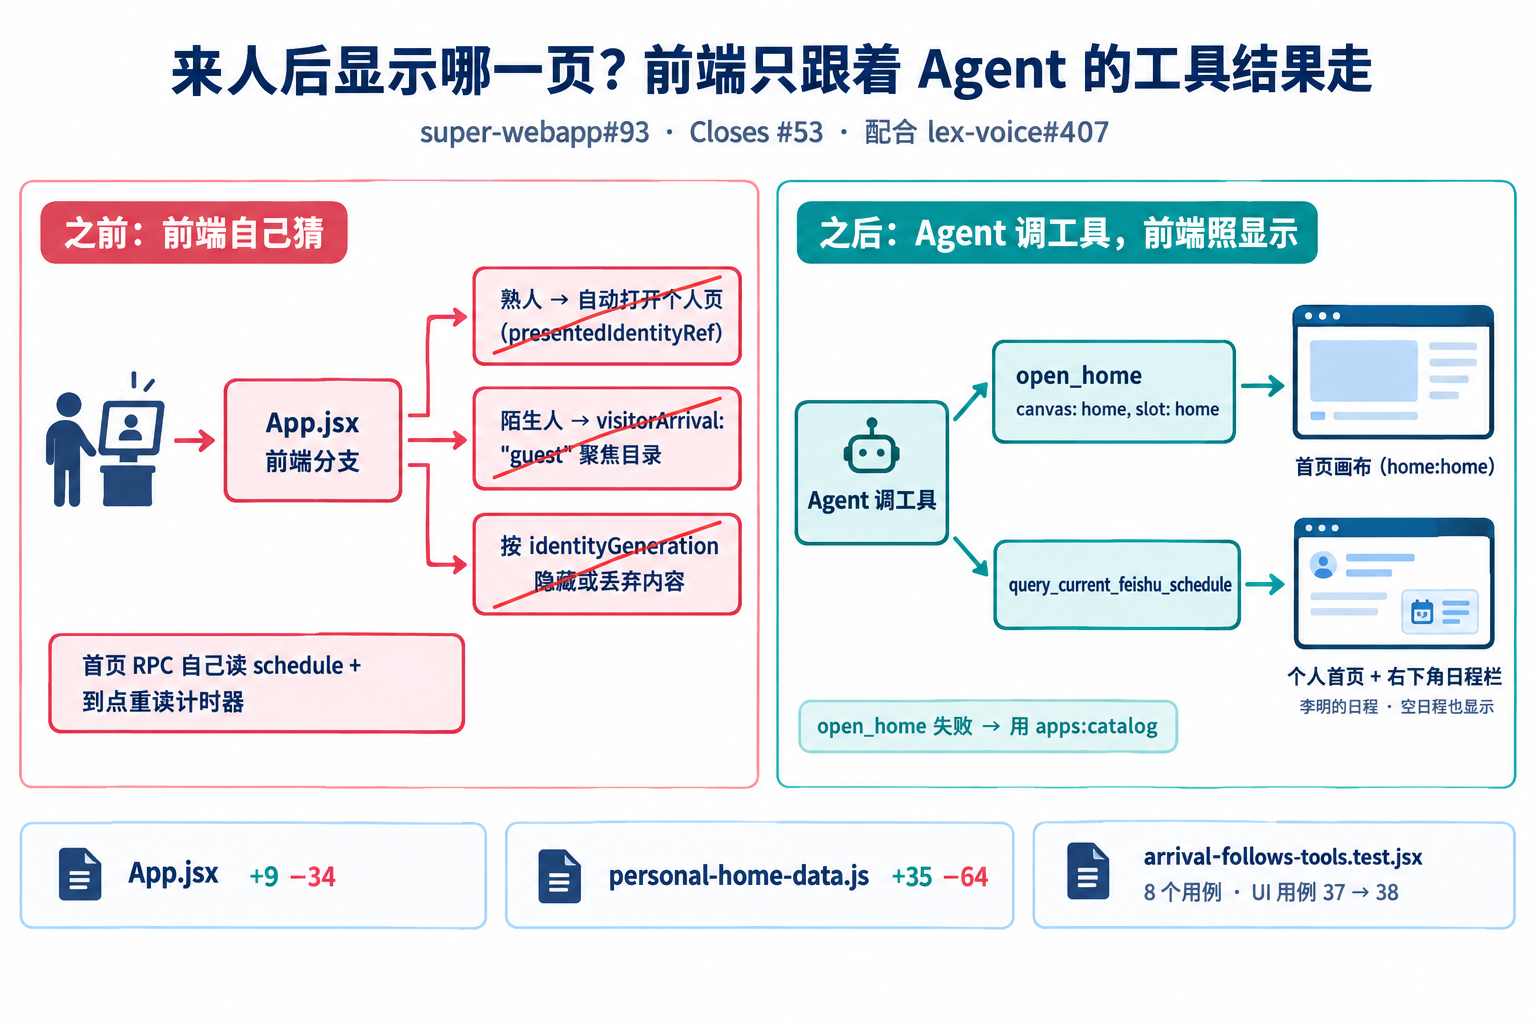 来人后显示哪一页？前端只跟着 Agent 的工具结果走
super-webapp#93 · Closes #53 · 配合 lex-voice#407
之前：前端自己猜
App.jsx
前端分支
熟人 → 自动打开个人页
(presentedIdentityRef)
陌生人 → visitorArrival:
"guest" 聚焦目录
按 identityGeneration
隐藏或丢弃内容
首页 RPC 自己读 schedule +
到点重读计时器
之后：Agent 调工具，前端照显示
Agent 调工具
open_home
canvas: home, slot: home
首页画布 (home:home)
query_current_feishu_schedule
个人首页 + 右下角日程栏
李明的日程 · 空日程也显示
open_home 失败 → 用 apps:catalog
App.jsx +9 −34
personal-home-data.js +35 −64
arrival-follows-tools.test.jsx
8 个用例 · UI 用例 37 → 38